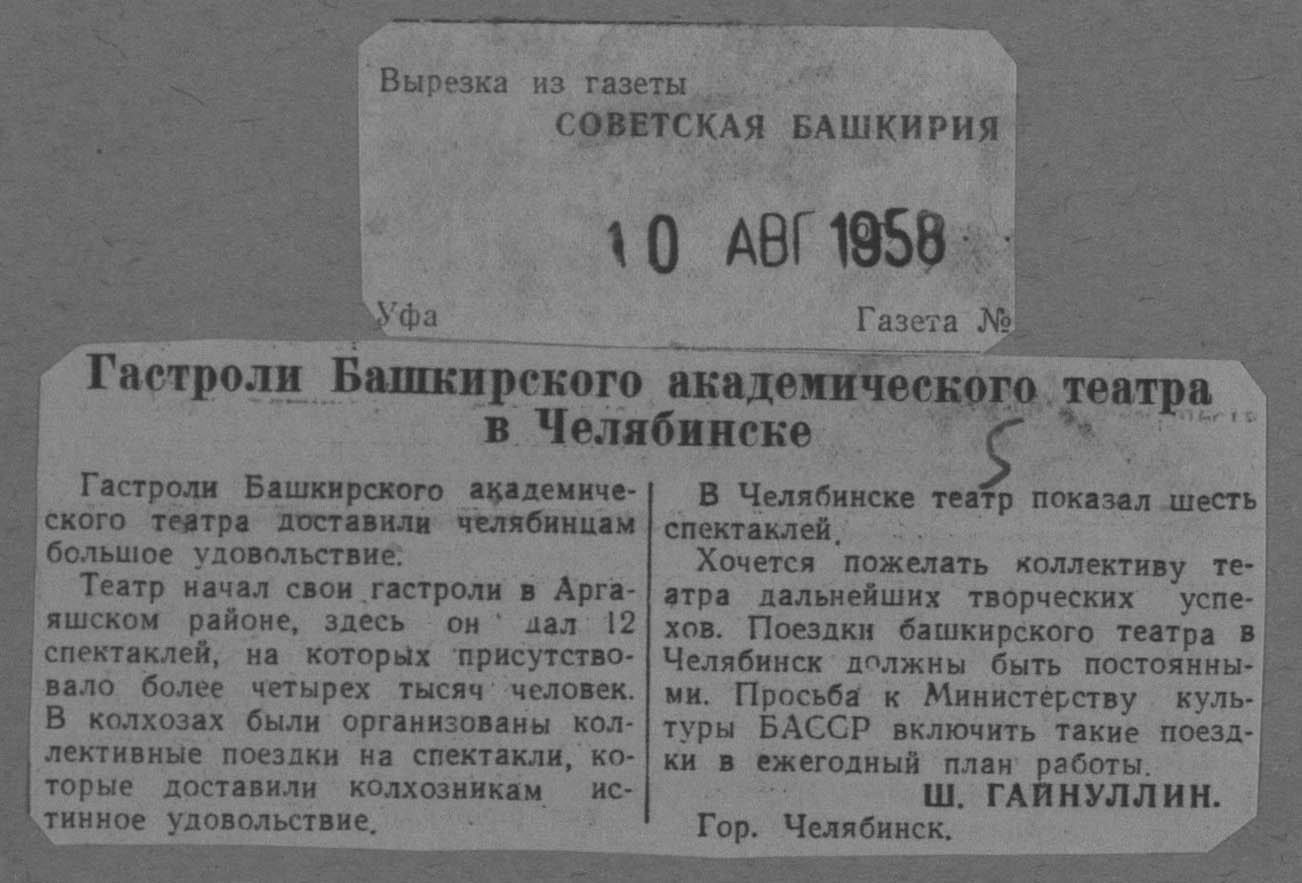 Вырезка из газеты
СОВЕТСКАЯ БАШКИРИЯ
10 АВГ 1958
Уфа Газета №
Гастроли Башкирского академического театра
в Челябинске
5
Гастроли Башкирского академиче-
ского театра доставили челябинцам
большое удовольствие.
Театр начал свои гастроли в Арга-
яшском районе, здесь он дал 12
спектаклей, на которых присутство-
вало более четырех тысяч человек.
В колхозах были организованы кол-
лективные поездки на спектакли, ко-
торые доставили колхозникам ис-
тинное удовольствие.
В Челябинске театр показал шесть
спектаклей.
Хочется пожелать коллективу те-
атра дальнейших творческих успе-
хов. Поездки башкирского театра в
Челябинск должны быть постоянны-
ми. Просьба к Министерству куль-
туры БАССР включить такие поезд-
ки в ежегодный план работы.
Ш. ГАЙНУЛЛИН.
Гор. Челябинск.